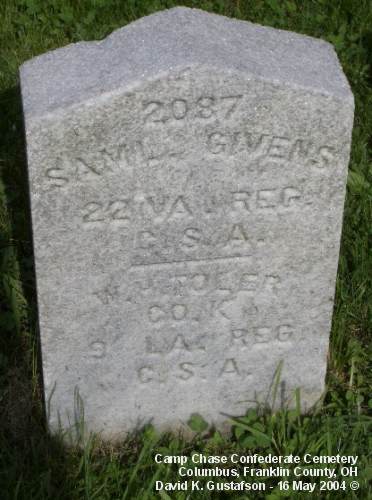 2087
SAML. GIVENS
22 VA. REG.
C. S. A.
W. H. TOLER
CO. K
9 LA. REG
C. S. A.
Camp Chase Confederate Cemetery
Columbus, Franklin County, OH
David K. Gustafson - 16 May 2004 ©